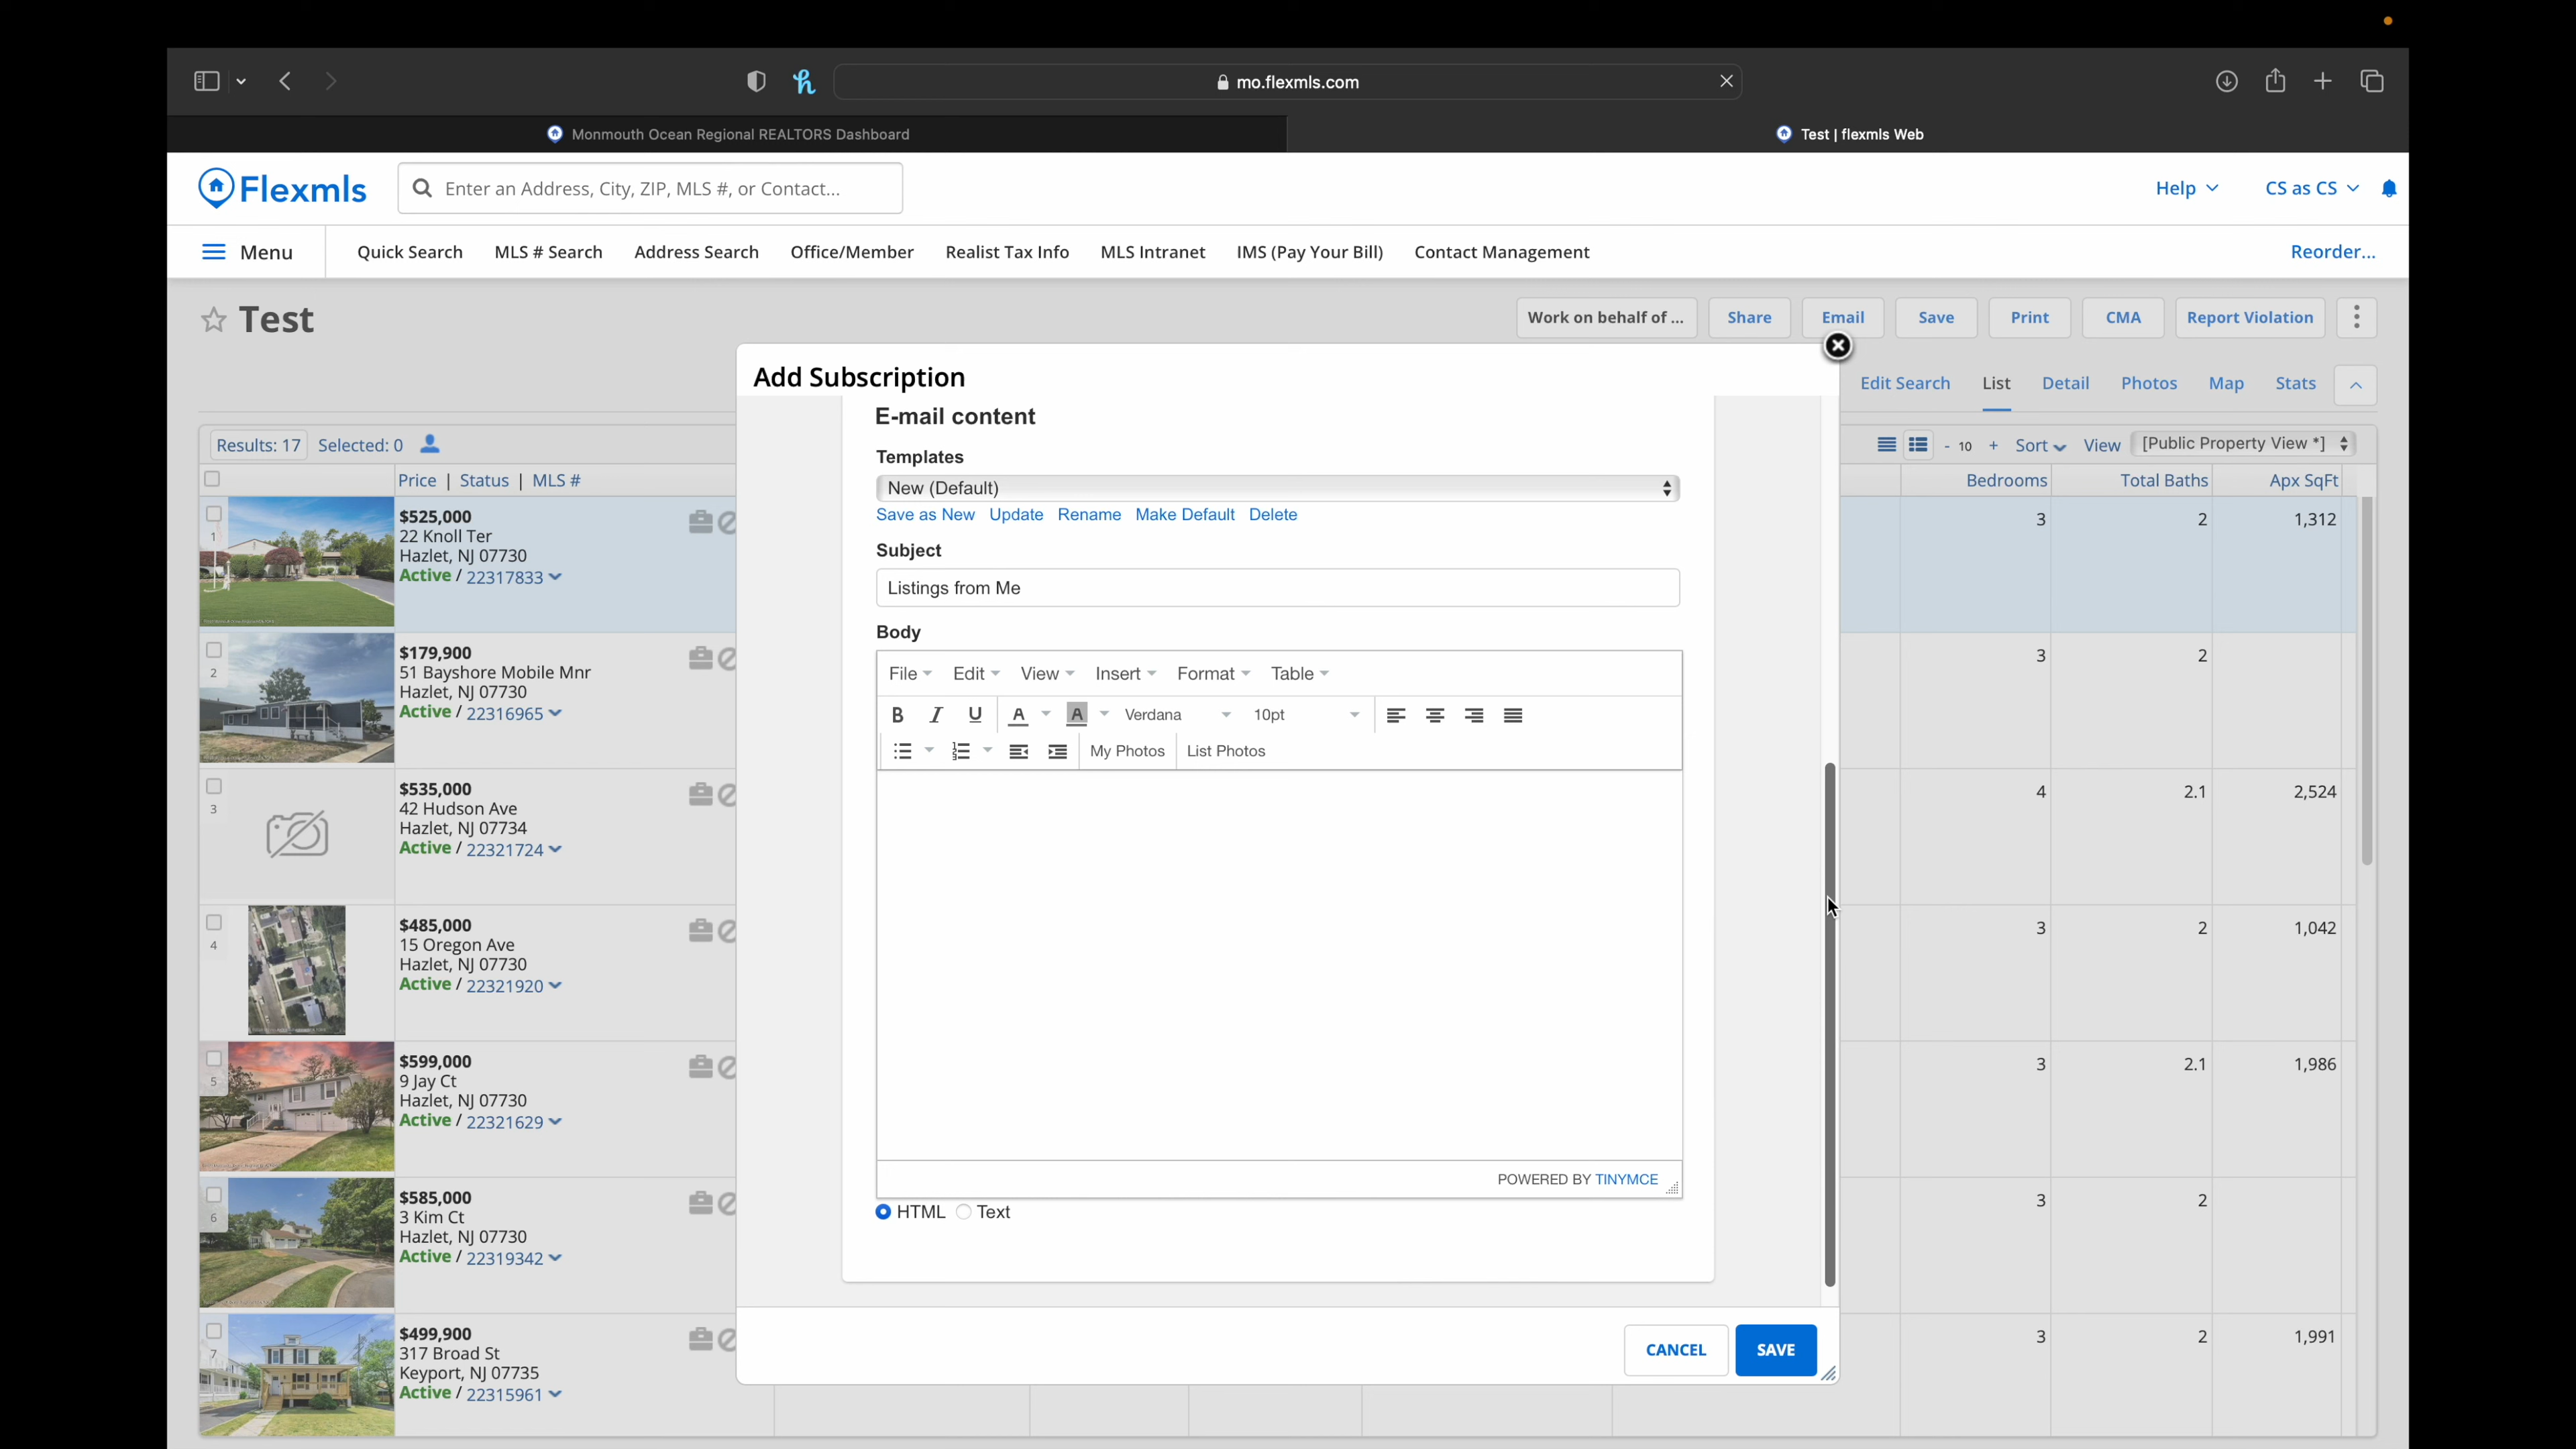 mo.flexmls.com
Monmouth Ocean Regional REALTORS Dashboard
Test | flexmls Web
Flexmls
Enter an Address, City, ZIP, MLS #, or Contact...
Help
CS as CS
Menu
Quick Search
MLS # Search
Address Search
Office/Member
Realist Tax Info
MLS Intranet
IMS (Pay Your Bill)
Contact Management
Reorder...
Test
Work on behalf of ...
Share
Email
Save
Print
CMA
Report Violation
Edit Search
List
Detail
Photos
Map
Stats
Results: 17
Selected: 0
- 10 +
Sort
View
[Public Property View *]
Price | Status | MLS #
Bedrooms
Total Baths
Apx SqFt
1
$525,000
22 Knoll Ter
Hazlet, NJ 07730
Active / 22317833
3
2
1,312
2
$179,900
51 Bayshore Mobile Mnr
Hazlet, NJ 07730
Active / 22316965
3
2
3
$535,000
42 Hudson Ave
Hazlet, NJ 07734
Active / 22321724
4
2.1
2,524
4
$485,000
15 Oregon Ave
Hazlet, NJ 07730
Active / 22321920
3
2
1,042
5
$599,000
9 Jay Ct
Hazlet, NJ 07730
Active / 22321629
3
2.1
1,986
6
$585,000
3 Kim Ct
Hazlet, NJ 07730
Active / 22319342
3
2
7
$499,900
317 Broad St
Keyport, NJ 07735
Active / 22315961
3
2
1,991
Add Subscription
E-mail content
Templates
New (Default)
Save as New
Update
Rename
Make Default
Delete
Subject
Listings from Me
Body
File
Edit
View
Insert
Format
Table
B
I
U
A
A
Verdana
10pt
My Photos
List Photos
POWERED BY TINYMCE
HTML
Text
CANCEL
SAVE